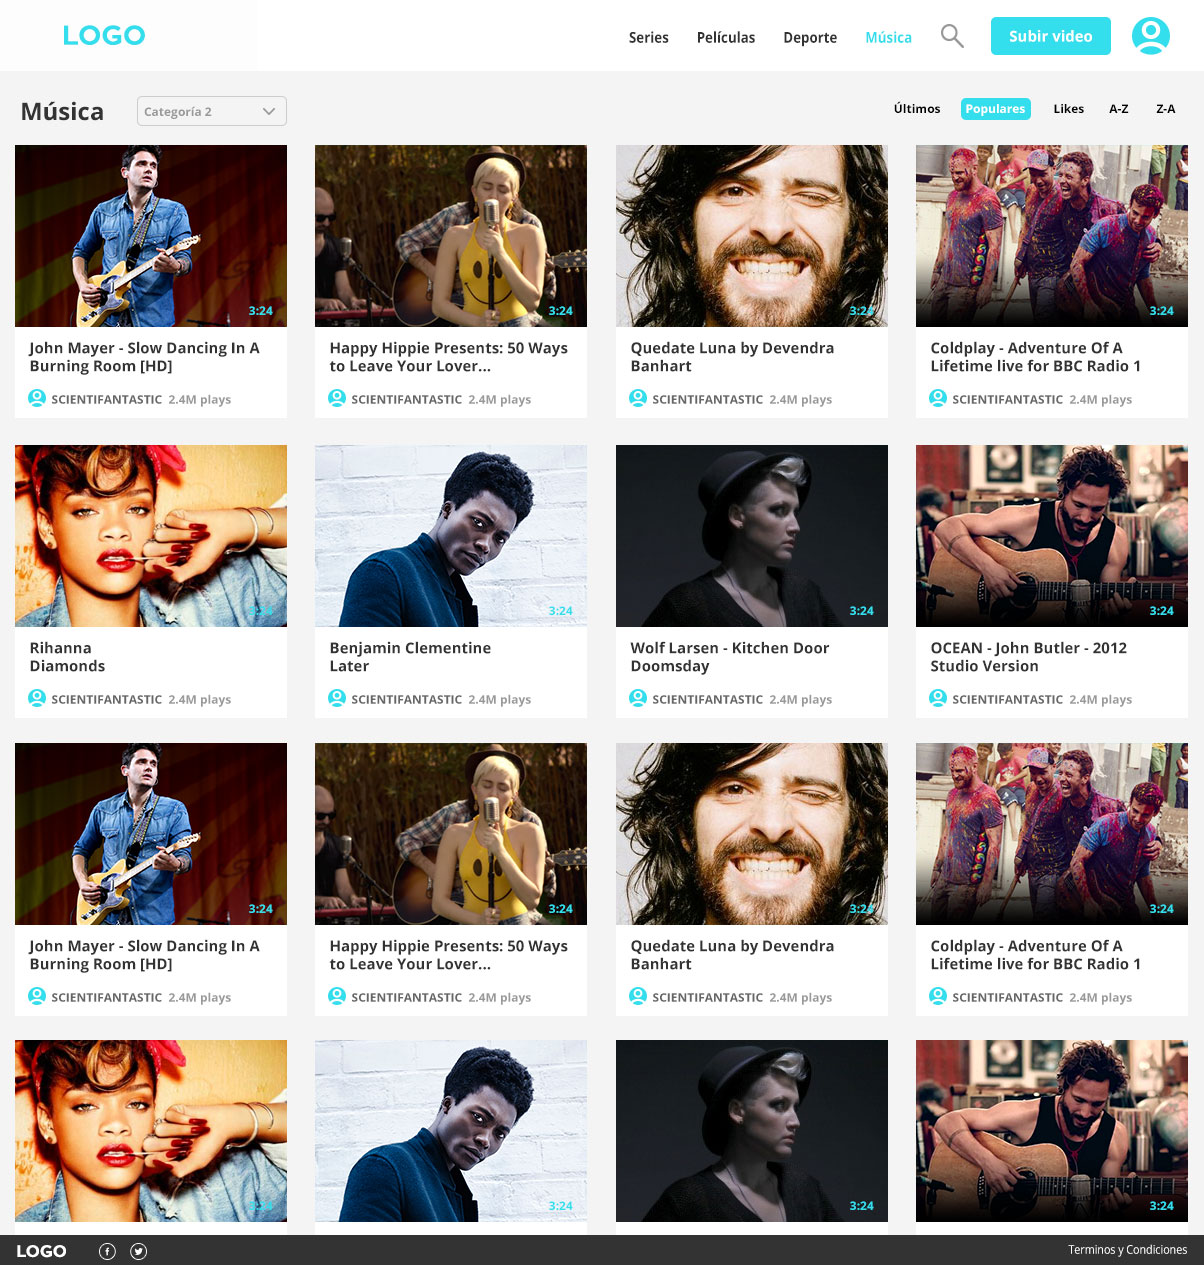 LOGO
Series Películas Deporte Música Subir video
Música Categoría 2 Últimos Populares Likes A-Z Z-A
3:24 3:24 3:24 3:24
John Mayer - Slow Dancing In A
Burning Room [HD]
SCIENTIFANTASTIC 2.4M plays
Happy Hippie Presents: 50 Ways
to Leave Your Lover...
SCIENTIFANTASTIC 2.4M plays
Quedate Luna by Devendra
Banhart
SCIENTIFANTASTIC 2.4M plays
Coldplay - Adventure Of A
Lifetime live for BBC Radio 1
SCIENTIFANTASTIC 2.4M plays
3:24 3:24 3:24 3:24
Rihanna
Diamonds
SCIENTIFANTASTIC 2.4M plays
Benjamin Clementine
Later
SCIENTIFANTASTIC 2.4M plays
Wolf Larsen - Kitchen Door
Doomsday
SCIENTIFANTASTIC 2.4M plays
OCEAN - John Butler - 2012
Studio Version
SCIENTIFANTASTIC 2.4M plays
3:24 3:24 3:24 3:24
John Mayer - Slow Dancing In A
Burning Room [HD]
SCIENTIFANTASTIC 2.4M plays
Happy Hippie Presents: 50 Ways
to Leave Your Lover...
SCIENTIFANTASTIC 2.4M plays
Quedate Luna by Devendra
Banhart
SCIENTIFANTASTIC 2.4M plays
Coldplay - Adventure Of A
Lifetime live for BBC Radio 1
SCIENTIFANTASTIC 2.4M plays
3:24 3:24 3:24 3:24
LOGO Terminos y Condiciones